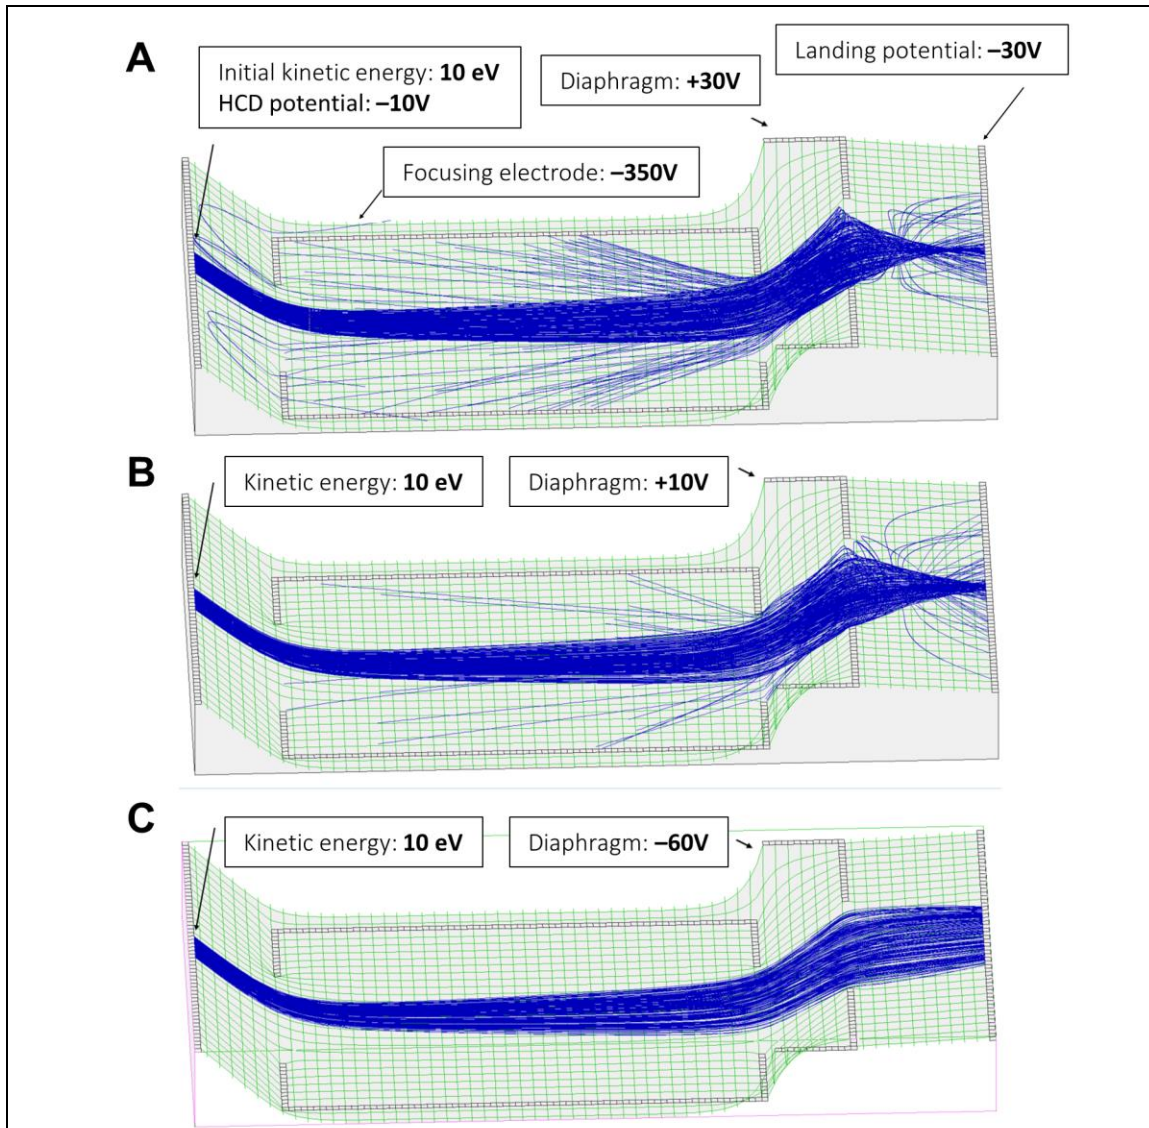 A
Initial kinetic energy: 10 eV
HCD potential: –10V
Diaphragm: +30V
Landing potential: –30V
Focusing electrode: –350V
B
Kinetic energy: 10 eV
Diaphragm: +10V
C
Kinetic energy: 10 eV
Diaphragm: –60V